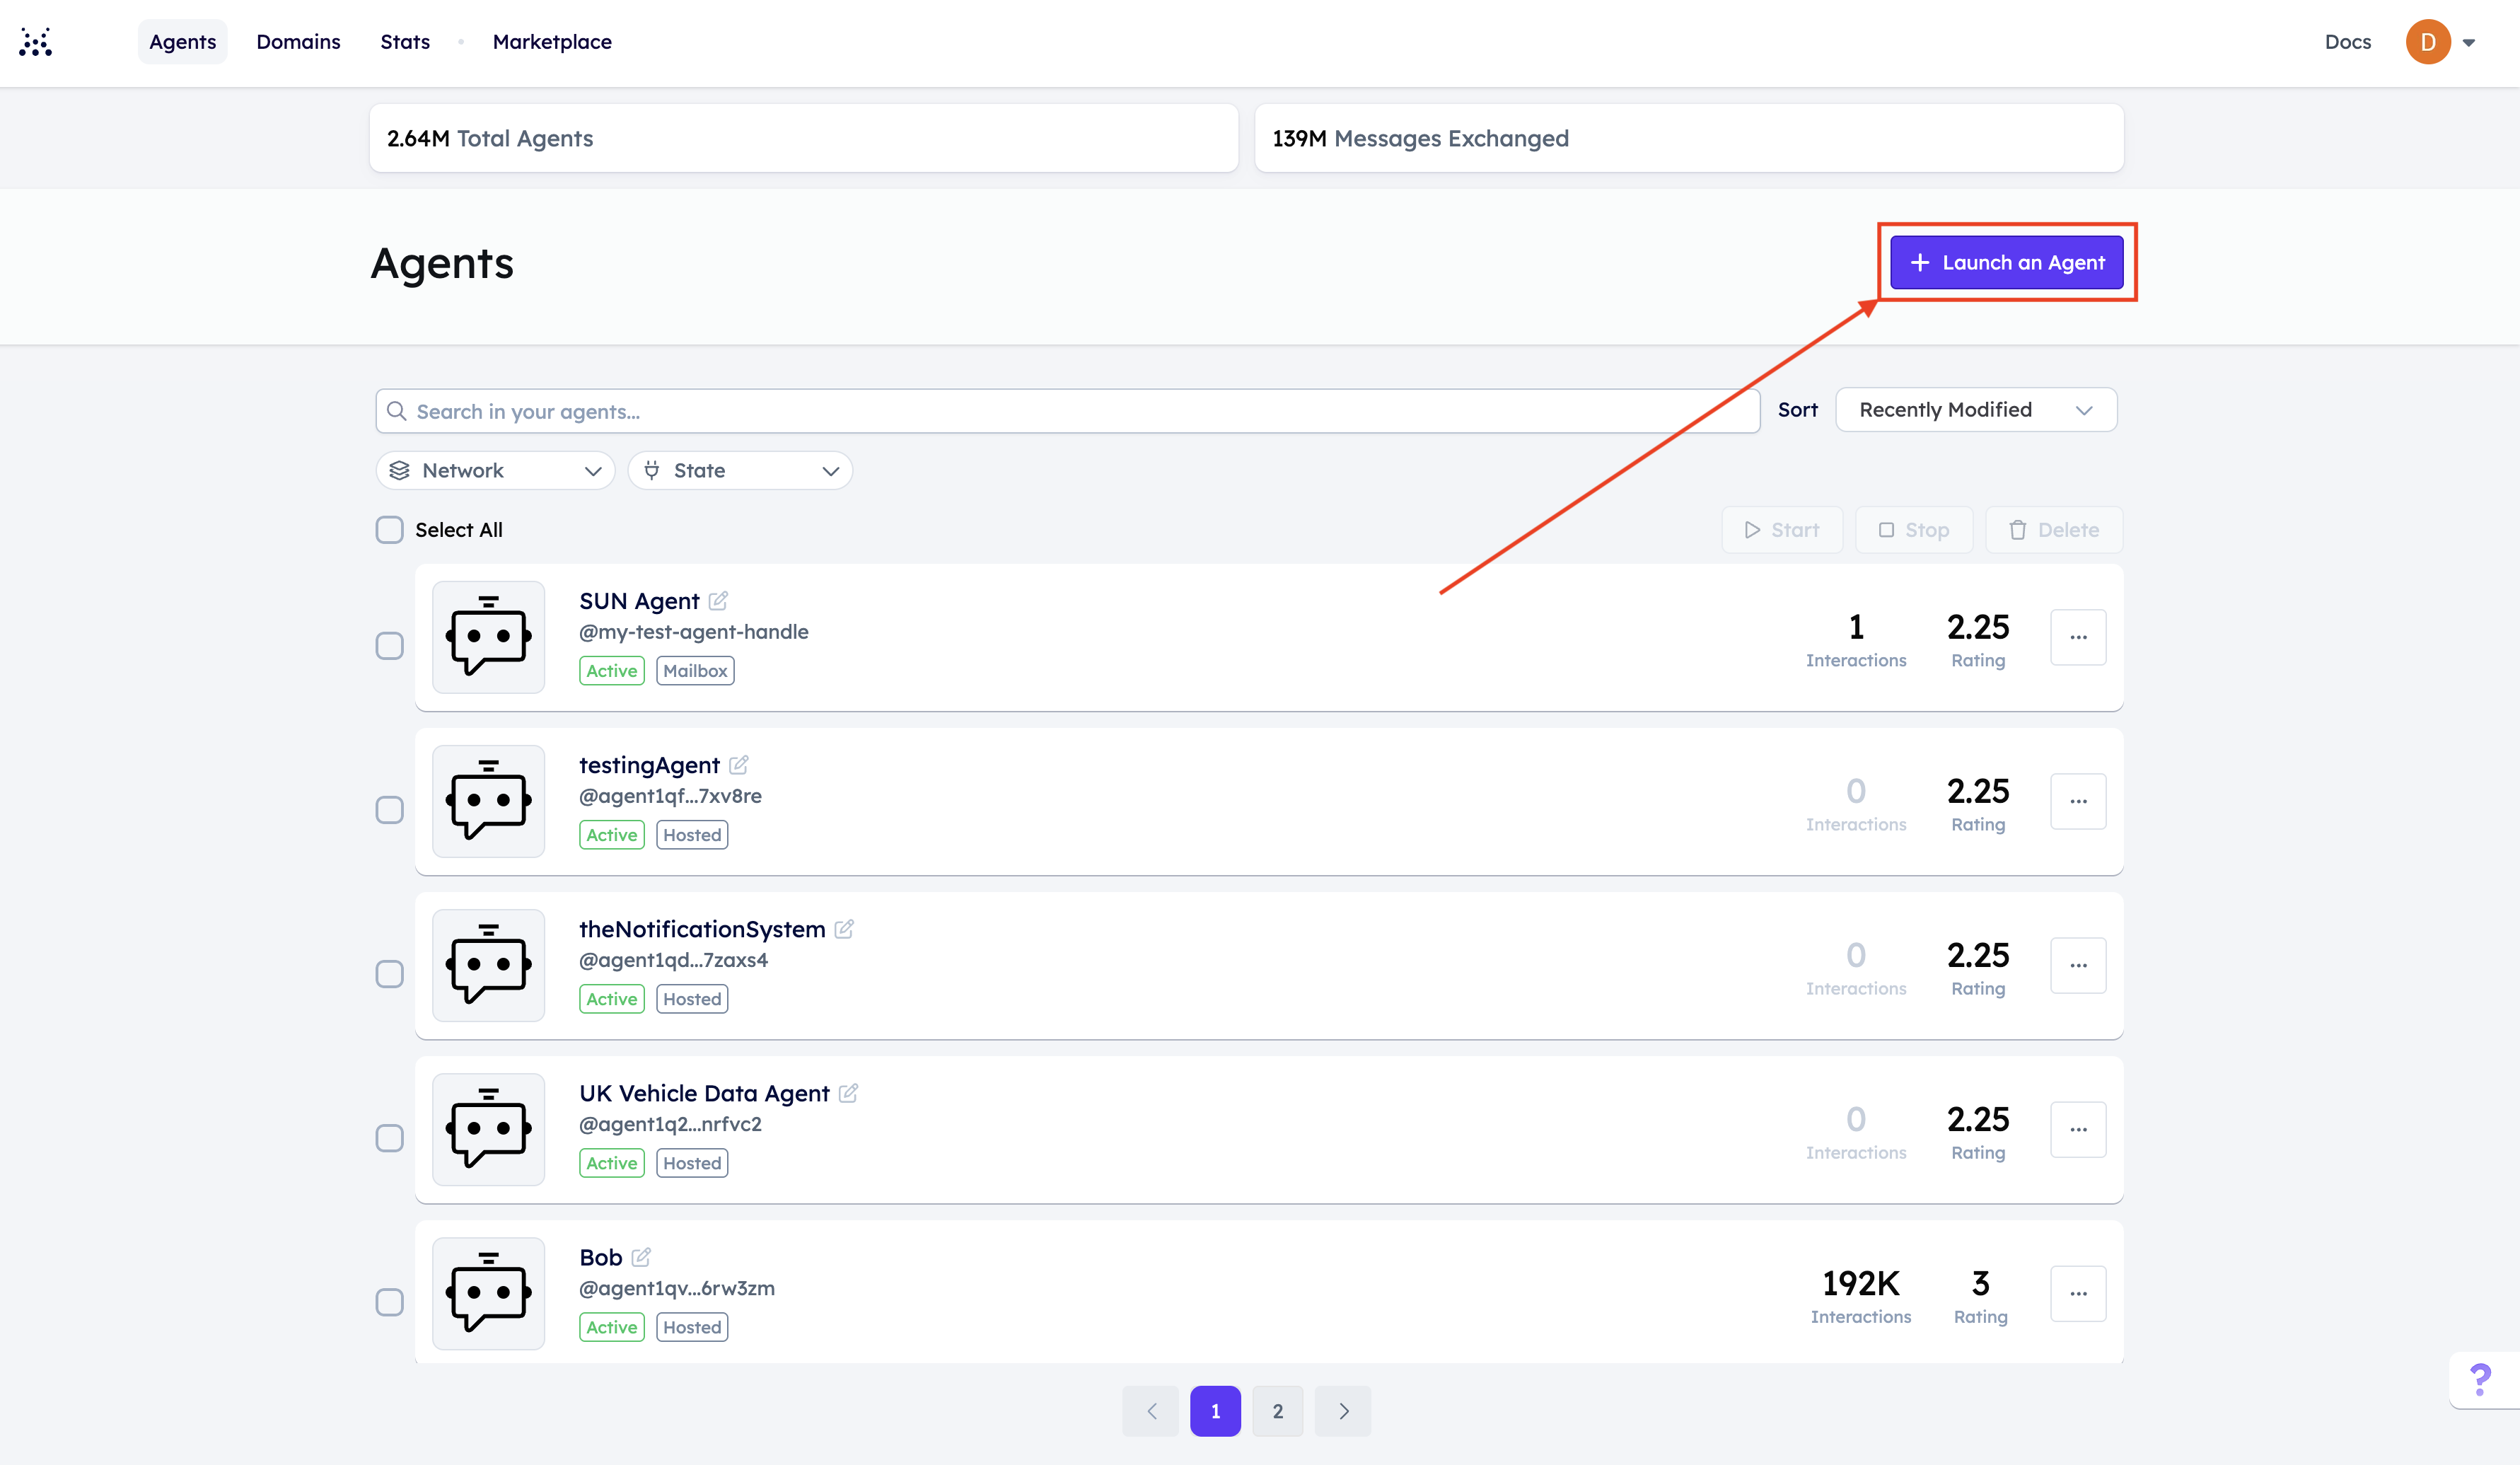 Agents Domains Stats Marketplace Docs D
2.64M Total Agents 139M Messages Exchanged
Agents
+ Launch an Agent
Search in your agents...
Sort Recently Modified
Network State
Select All
Start Stop Delete
SUN Agent
@my-test-agent-handle
Active Mailbox
1 Interactions
2.25 Rating
...
testingAgent
@agent1qf...7xv8re
Active Hosted
0 Interactions
2.25 Rating
...
theNotificationSystem
@agent1qd...7zaxs4
Active Hosted
0 Interactions
2.25 Rating
...
UK Vehicle Data Agent
@agent1q2...nrfvc2
Active Hosted
0 Interactions
2.25 Rating
...
Bob
@agent1qv...6rw3zm
Active Hosted
192K Interactions
3 Rating
...
1 2
?